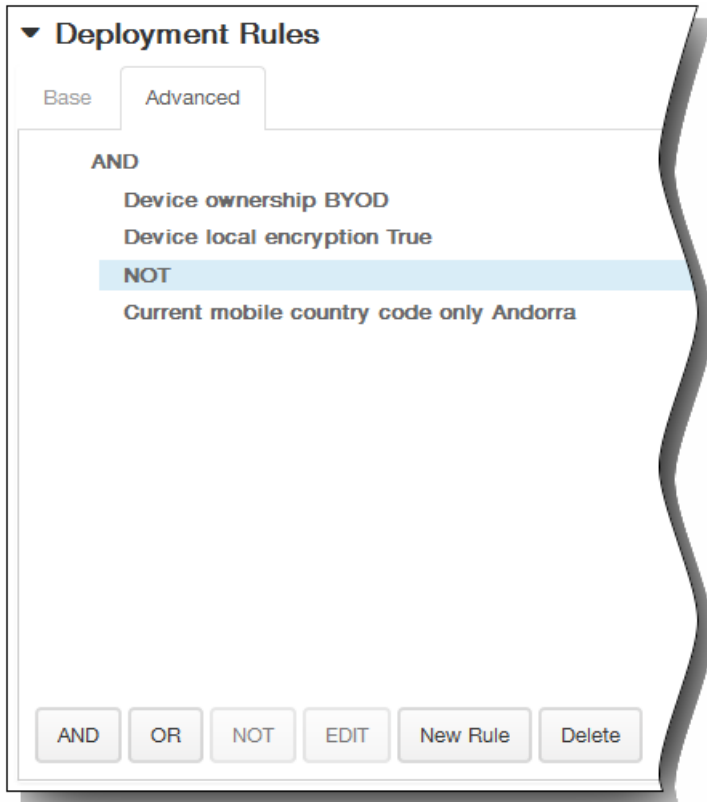 Deployment Rules
Base Advanced
AND
Device ownership BYOD
Device local encryption True
NOT
Current mobile country code only Andorra
AND OR NOT EDIT New Rule Delete